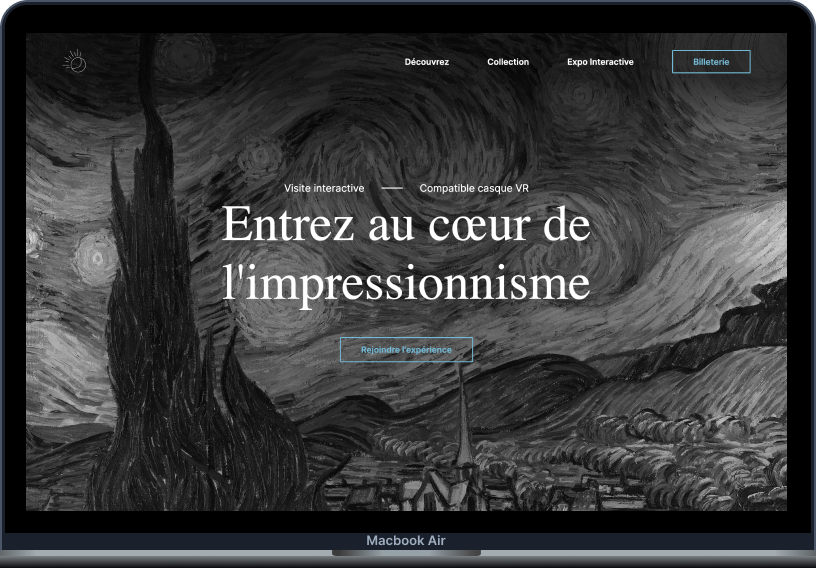 Découvrez
Collection
Expo Interactive
Billeterie
Visite interactive — Compatible casque VR
Entrez au cœur de
l'impressionnisme
Rejoindre l'expérience
Macbook Air